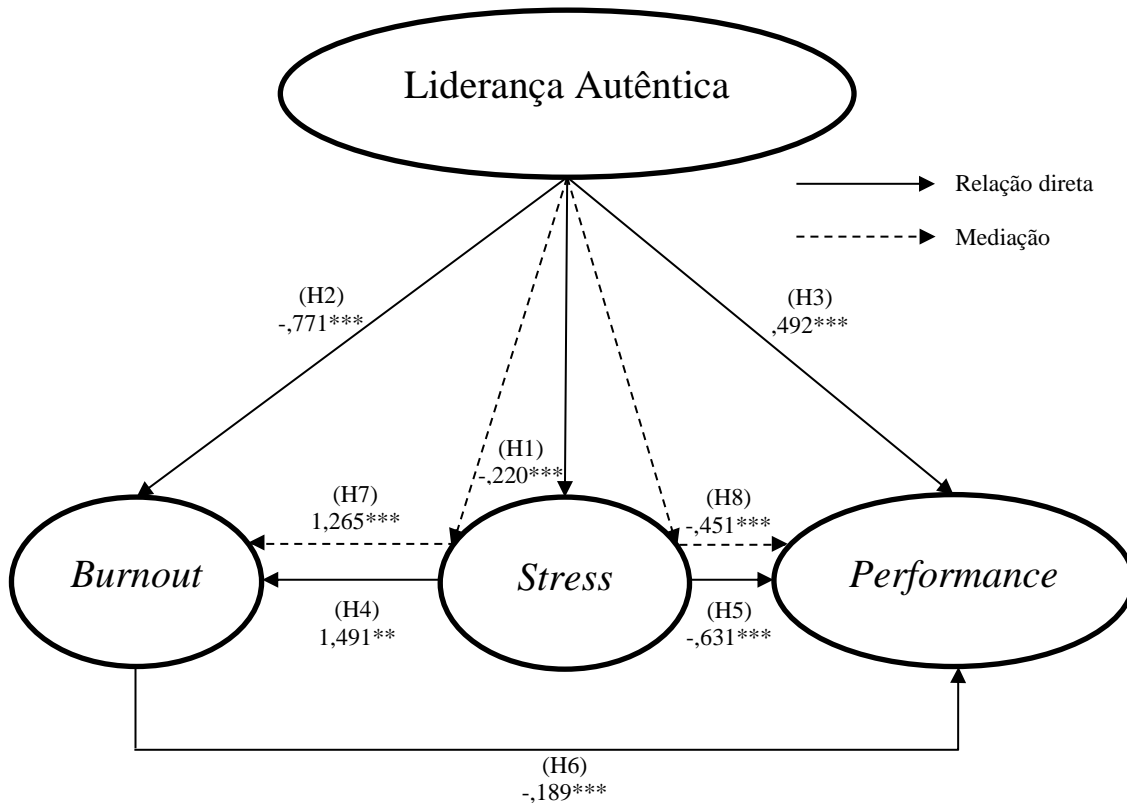 Liderança Autêntica
Relação direta
Mediação
(H2)
-,771***
(H3)
,492***
(H1)
-,220***
(H7)
1,265***
(H8)
-,451***
Burnout
Stress
Performance
(H4)
1,491**
(H5)
-,631***
(H6)
-,189***